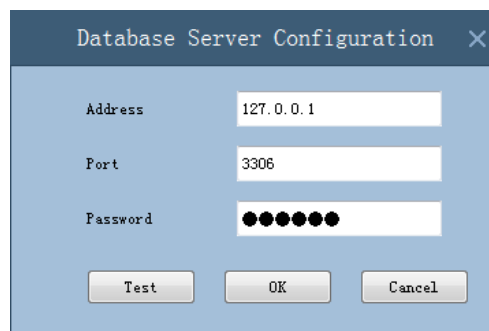 Database Server Configuration
Address 127.0.0.1
Port 3306
Password ●●●●●●
Test OK Cancel